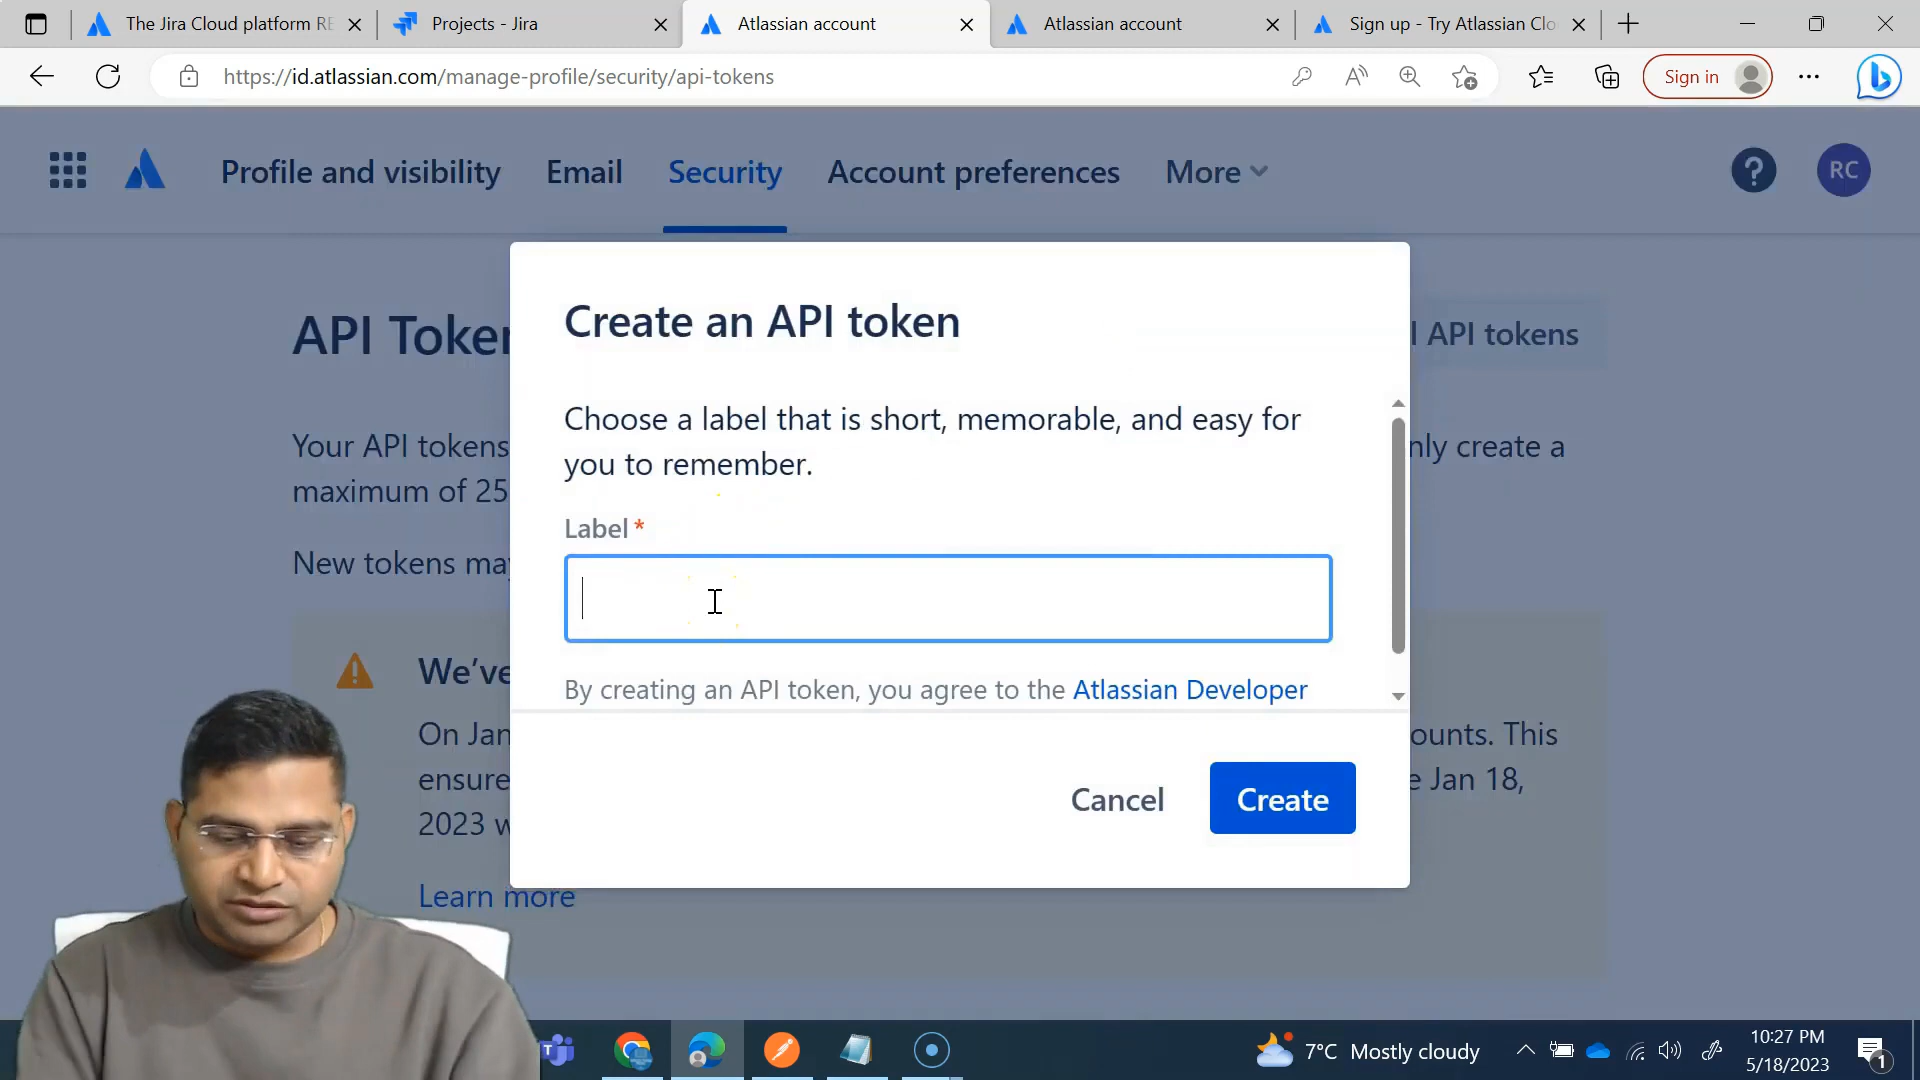 The Jira Cloud platform RE
Projects - Jira
Atlassian account
Atlassian account
Sign up - Try Atlassian Clo
https://id.atlassian.com/manage-profile/security/api-tokens
Sign in
Profile and visibility
Email
Security
Account preferences
More
?
RC
API Token
l API tokens
Your API tokens
nly create a
maximum of 25
New tokens may
We've
On Jan
ounts. This
ensure
e Jan 18,
2023 w
Learn more
Create an API token
Choose a label that is short, memorable, and easy for
you to remember.
Label *
By creating an API token, you agree to the Atlassian Developer
Cancel
Create
7°C Mostly cloudy
10:27 PM
5/18/2023
1